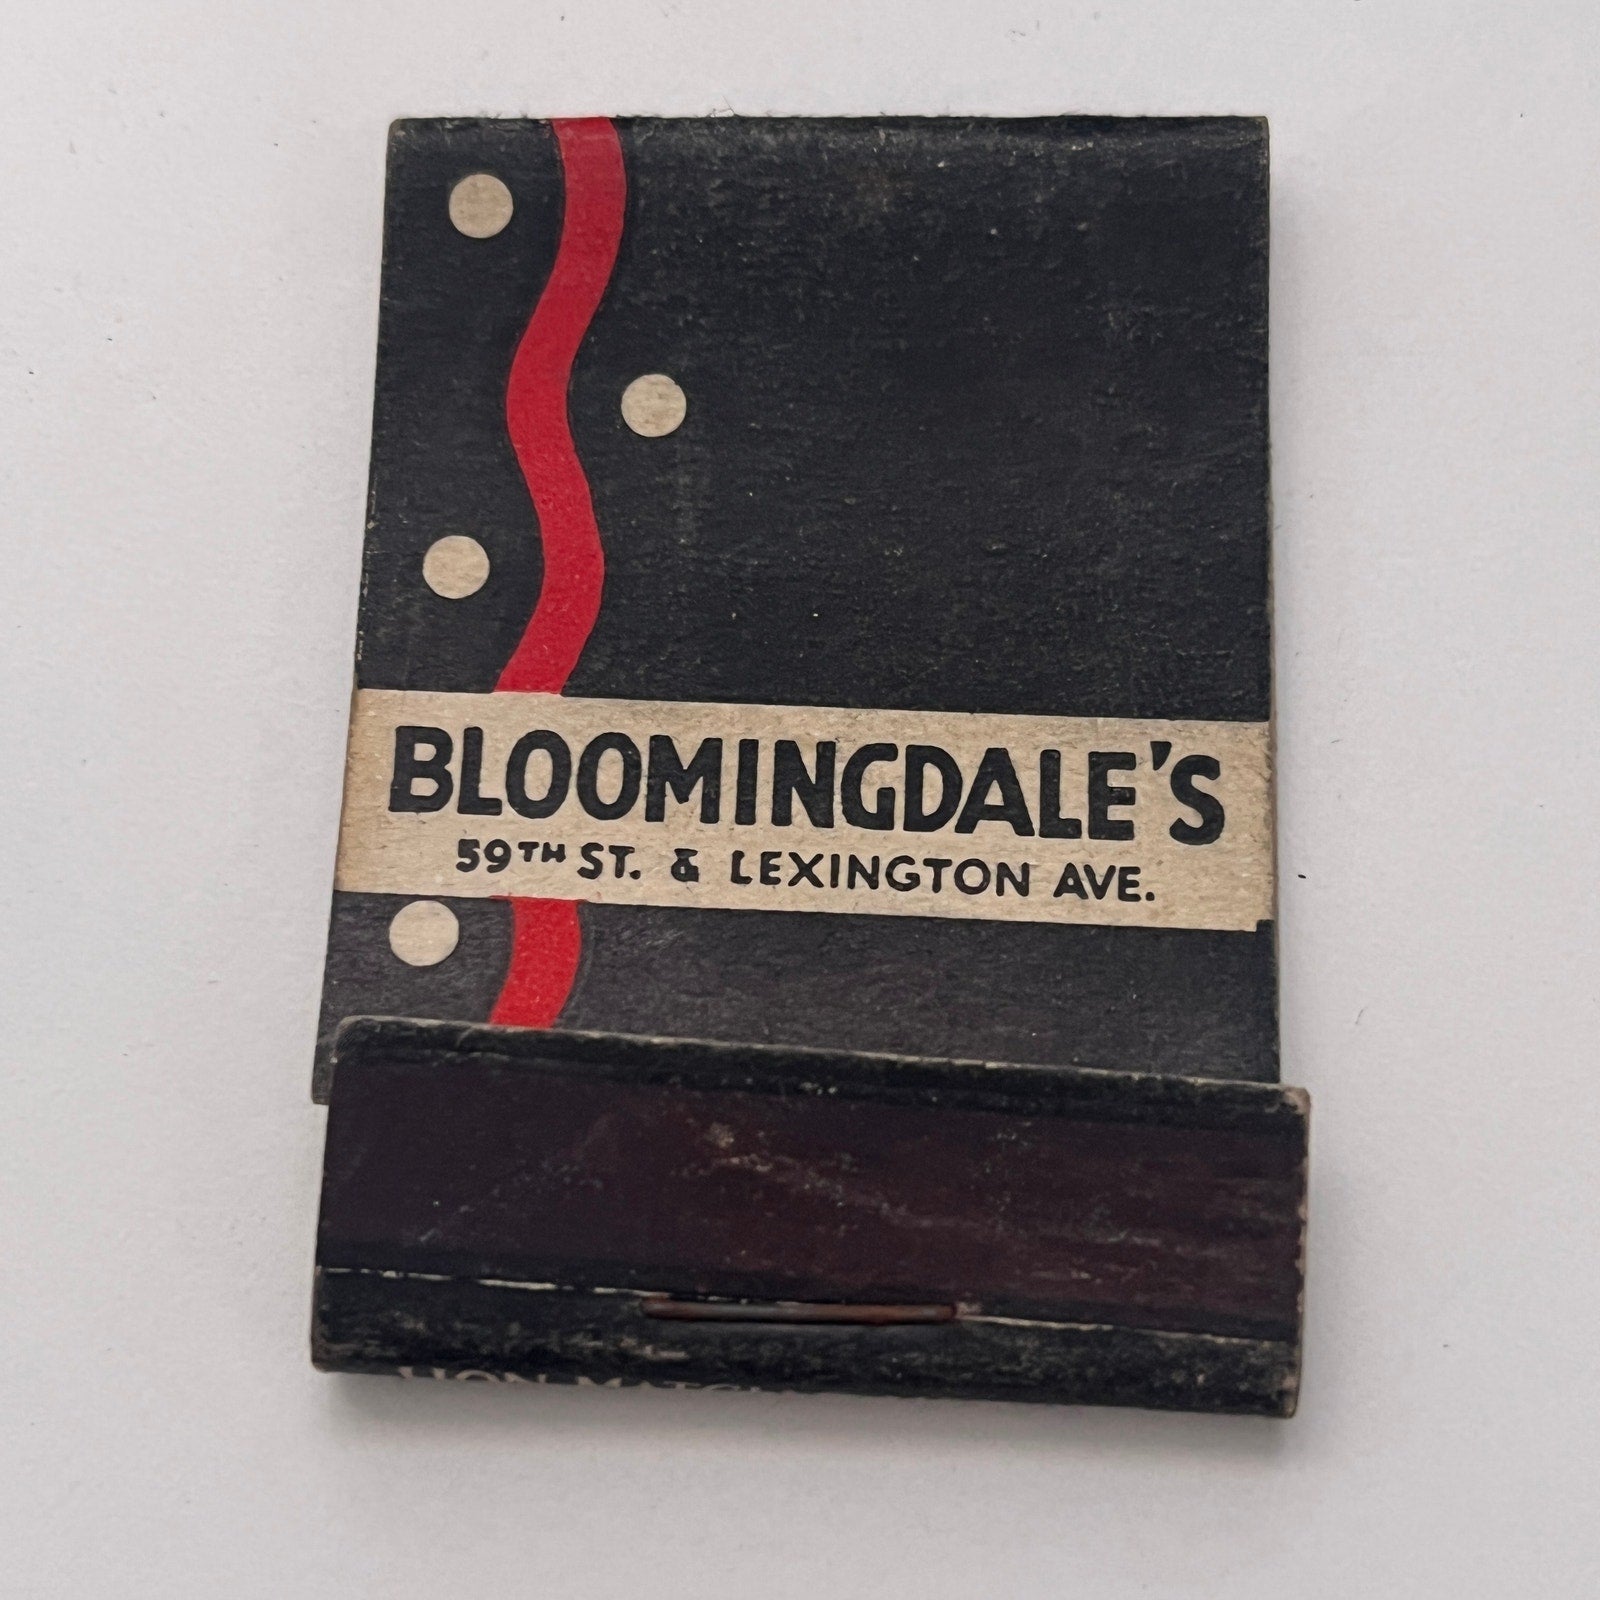 BLOOMINGDALE'S
59TH ST. & LEXINGTON AVE.